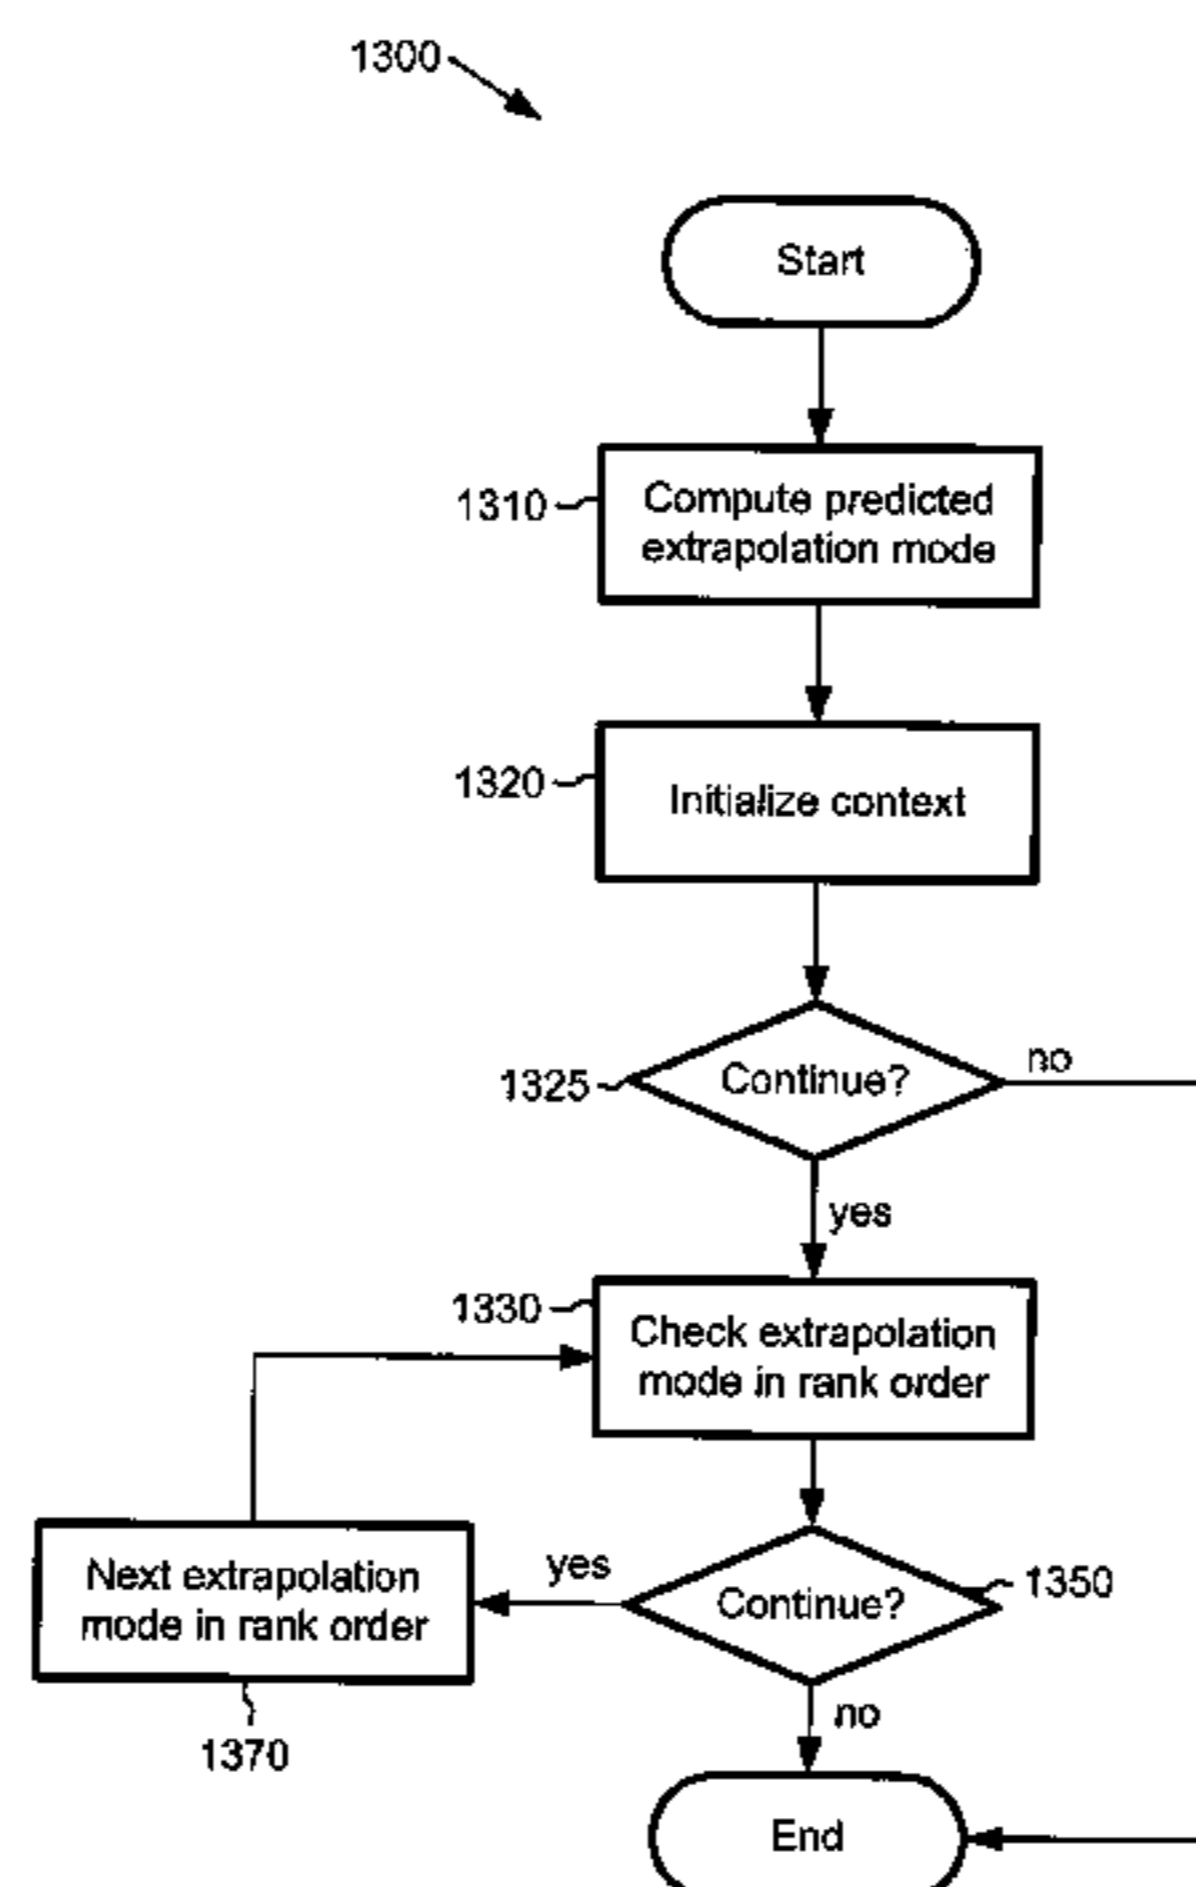 1300
Start
1310
Compute predicted
extrapolation mode
1320
Initialize context
1325
Continue?
no
yes
1330
Check extrapolation
mode in rank order
Next extrapolation
mode in rank order
yes
Continue?
1350
1370
no
End